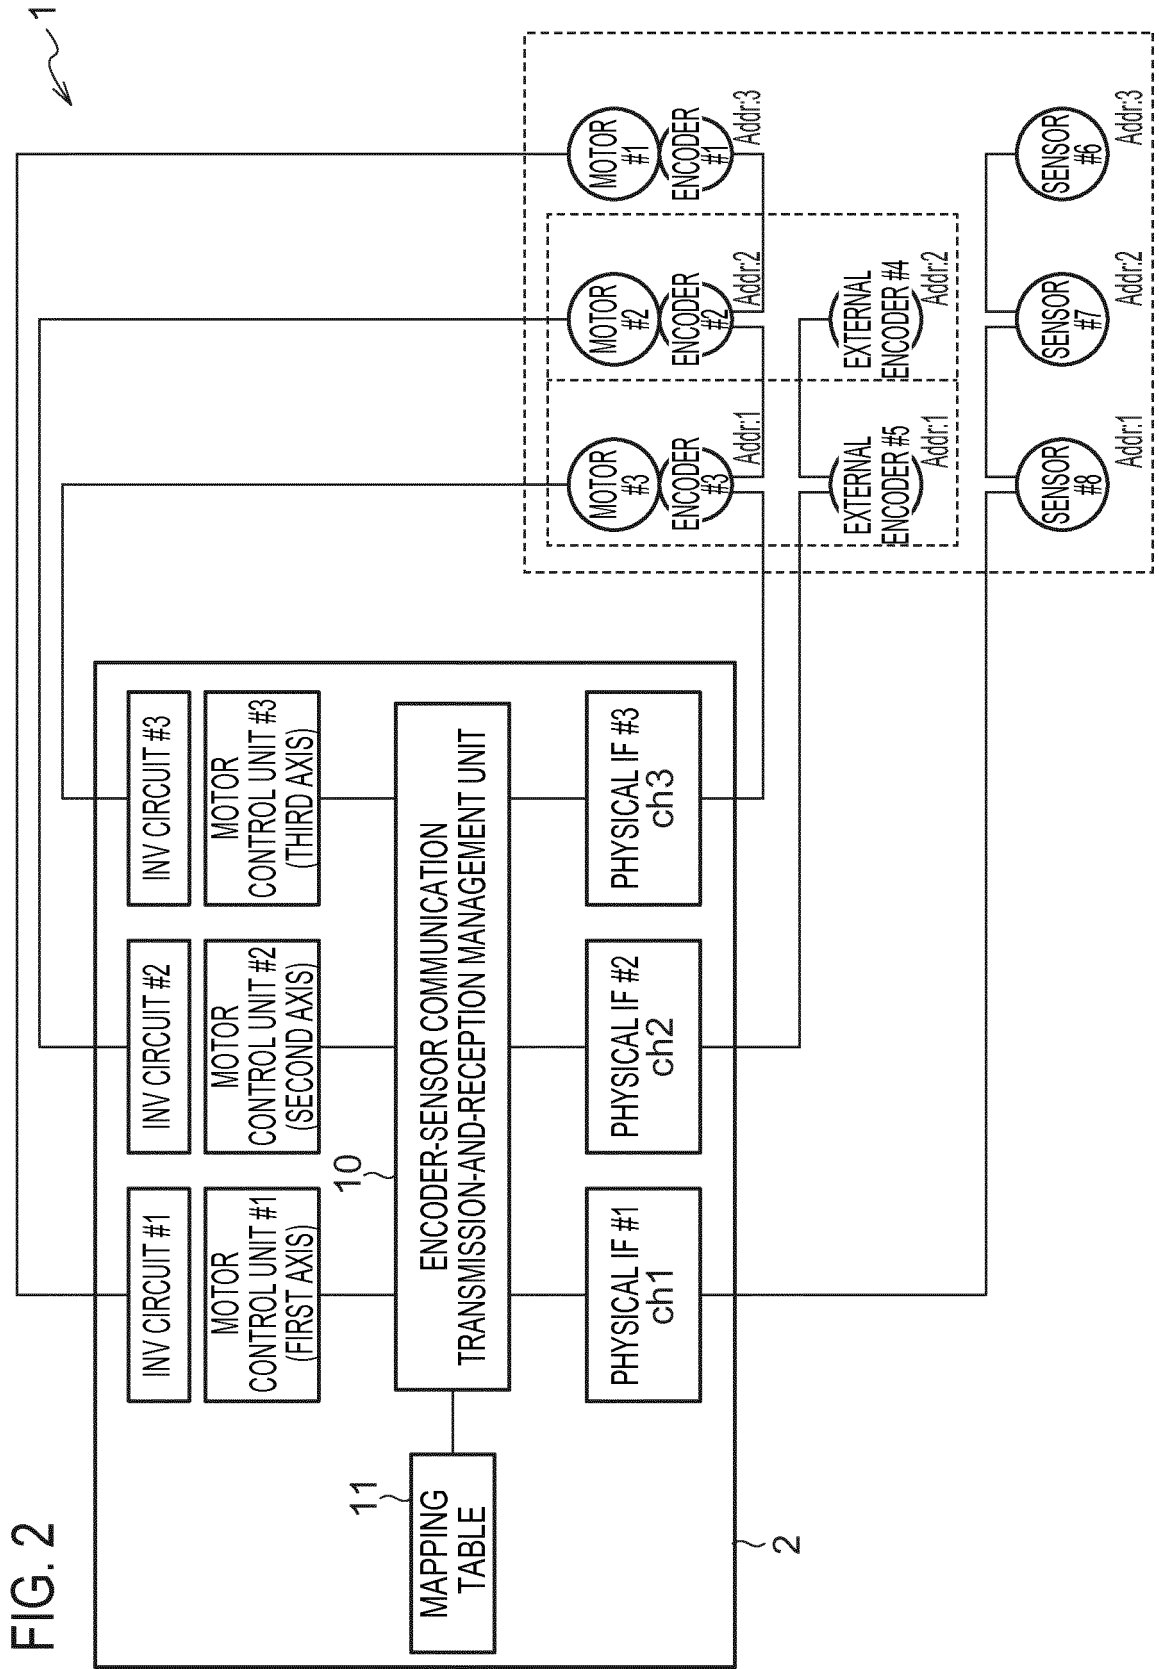 FIG. 2
1
INV CIRCUIT #1
INV CIRCUIT #2
INV CIRCUIT #3
MOTOR
CONTROL UNIT #1
(FIRST AXIS)
MOTOR
CONTROL UNIT #2
(SECOND AXIS)
MOTOR
CONTROL UNIT #3
(THIRD AXIS)
11
MAPPING
TABLE
10
ENCODER-SENSOR COMMUNICATION
TRANSMISSION-AND-RECEPTION MANAGEMENT UNIT
PHYSICAL IF #1
ch1
PHYSICAL IF #2
ch2
PHYSICAL IF #3
ch3
2
MOTOR
#3
ENCODER
#3
Addr:1
MOTOR
#2
ENCODER
#2
Addr:2
MOTOR
#1
ENCODER
#1
Addr:3
EXTERNAL
ENCODER #5
Addr:1
EXTERNAL
ENCODER #4
Addr:2
SENSOR
#8
Addr:1
SENSOR
#7
Addr:2
SENSOR
#6
Addr:3